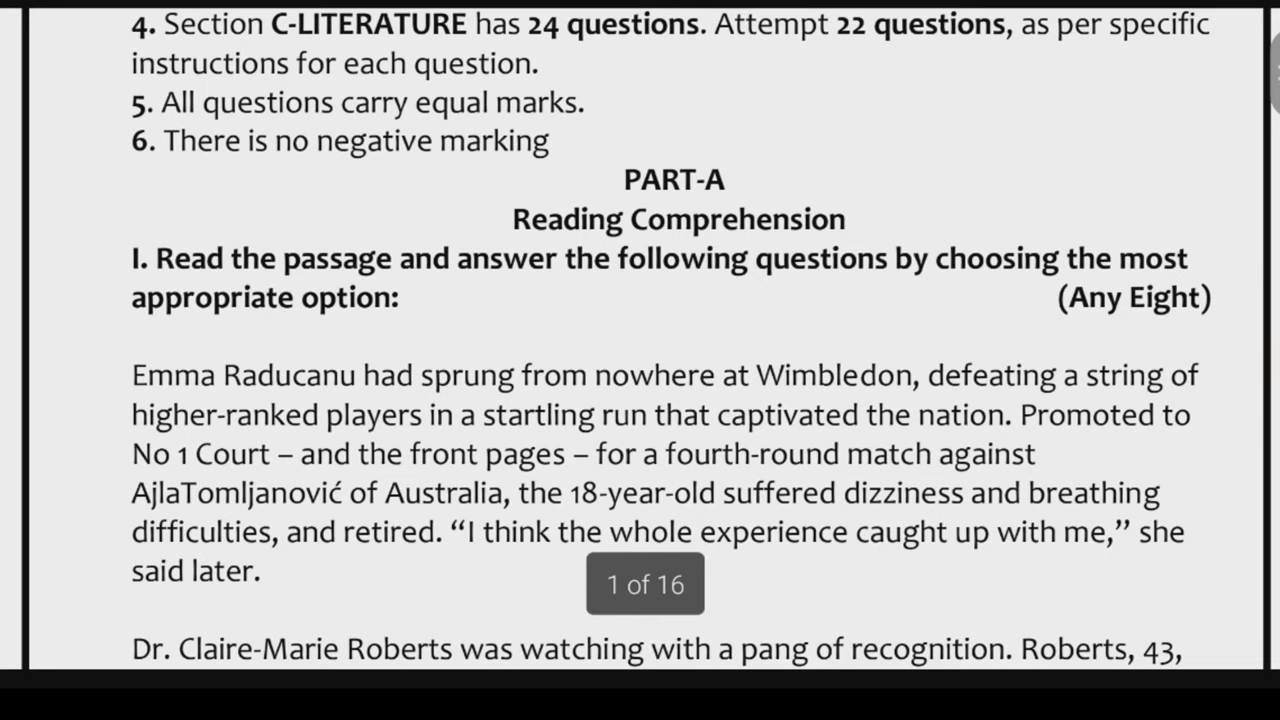 4. Section C-LITERATURE has 24 questions. Attempt 22 questions, as per specific
instructions for each question.
5. All questions carry equal marks.
6. There is no negative marking
PART-A
Reading Comprehension
I. Read the passage and answer the following questions by choosing the most
appropriate option: (Any Eight)
Emma Raducanu had sprung from nowhere at Wimbledon, defeating a string of
higher-ranked players in a startling run that captivated the nation. Promoted to
No 1 Court – and the front pages – for a fourth-round match against
AjlaTomljanović of Australia, the 18-year-old suffered dizziness and breathing
difficulties, and retired. “I think the whole experience caught up with me,” she
said later.
1 of 16
Dr. Claire-Marie Roberts was watching with a pang of recognition. Roberts, 43,